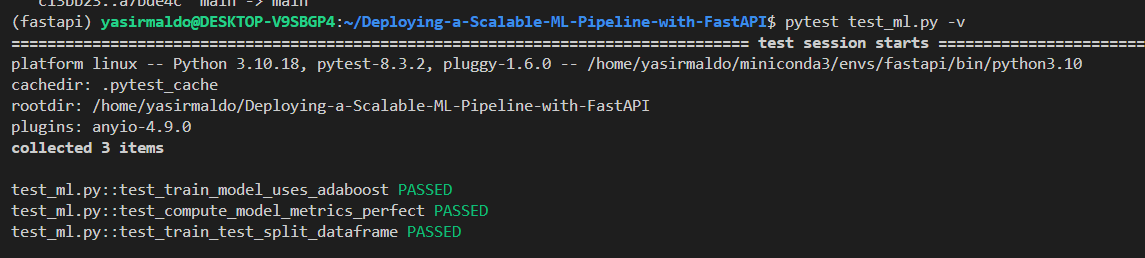 c13bb23..a7bde4c  main -> main
(fastapi) yasirmaldo@DESKTOP-V9SBGP4:~/Deploying-a-Scalable-ML-Pipeline-with-FastAPI$ pytest test_ml.py -v
================================================================================== test session starts =======================
platform linux -- Python 3.10.18, pytest-8.3.2, pluggy-1.6.0 -- /home/yasirmaldo/miniconda3/envs/fastapi/bin/python3.10
cachedir: .pytest_cache
rootdir: /home/yasirmaldo/Deploying-a-Scalable-ML-Pipeline-with-FastAPI
plugins: anyio-4.9.0
collected 3 items
test_ml.py::test_train_model_uses_adaboost PASSED
test_ml.py::test_compute_model_metrics_perfect PASSED
test_ml.py::test_train_test_split_dataframe PASSED